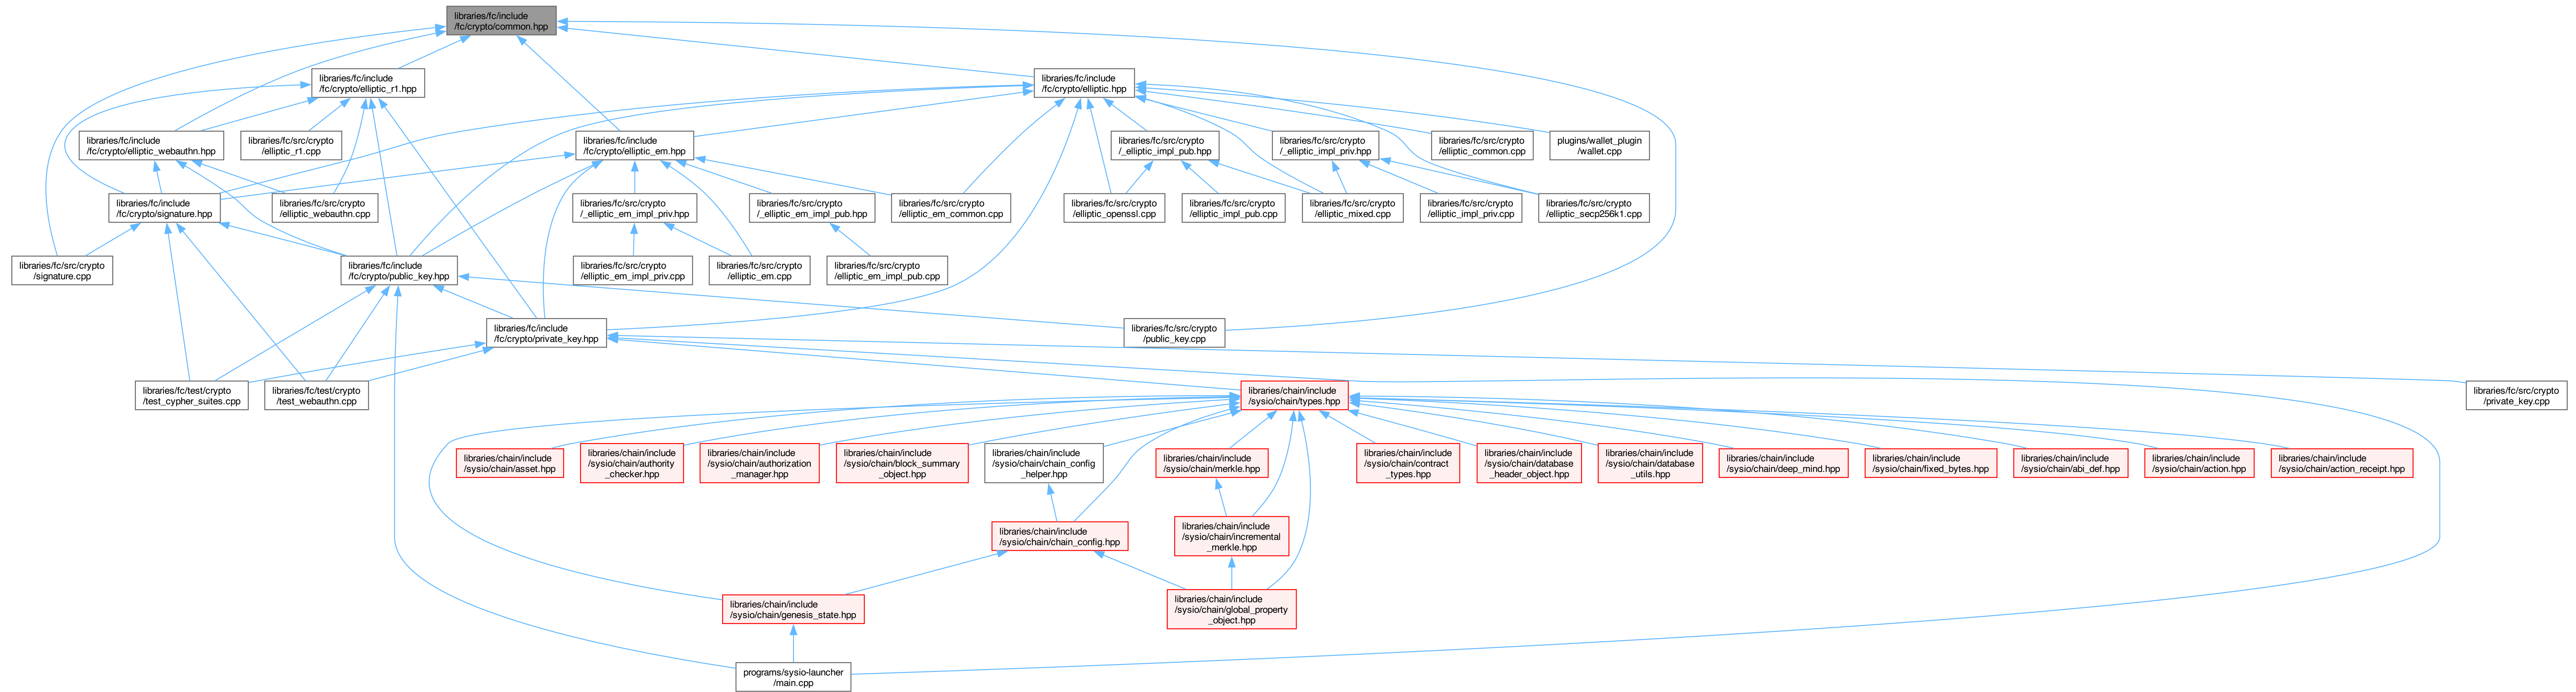 libraries/fc/include
/fc/crypto/common.hpp
libraries/fc/include
/fc/crypto/elliptic_r1.hpp
libraries/fc/include
/fc/crypto/elliptic.hpp
libraries/fc/include
/fc/crypto/elliptic_webauthn.hpp
libraries/fc/src/crypto
/elliptic_r1.cpp
libraries/fc/include
/fc/crypto/elliptic_em.hpp
libraries/fc/src/crypto
/_elliptic_impl_pub.hpp
libraries/fc/src/crypto
/_elliptic_impl_priv.hpp
libraries/fc/src/crypto
/elliptic_common.cpp
plugins/wallet_plugin
/wallet.cpp
libraries/fc/include
/fc/crypto/signature.hpp
libraries/fc/src/crypto
/elliptic_webauthn.cpp
libraries/fc/src/crypto
/_elliptic_em_impl_priv.hpp
libraries/fc/src/crypto
/_elliptic_em_impl_pub.hpp
libraries/fc/src/crypto
/elliptic_em_common.cpp
libraries/fc/src/crypto
/elliptic_openssl.cpp
libraries/fc/src/crypto
/elliptic_impl_pub.cpp
libraries/fc/src/crypto
/elliptic_mixed.cpp
libraries/fc/src/crypto
/elliptic_impl_priv.cpp
libraries/fc/src/crypto
/elliptic_secp256k1.cpp
libraries/fc/src/crypto
/signature.cpp
libraries/fc/include
/fc/crypto/public_key.hpp
libraries/fc/src/crypto
/elliptic_em_impl_priv.cpp
libraries/fc/src/crypto
/elliptic_em.cpp
libraries/fc/src/crypto
/elliptic_em_impl_pub.cpp
libraries/fc/include
/fc/crypto/private_key.hpp
libraries/fc/src/crypto
/public_key.cpp
libraries/fc/test/crypto
/test_cypher_suites.cpp
libraries/fc/test/crypto
/test_webauthn.cpp
libraries/chain/include
/sysio/chain/types.hpp
libraries/fc/src/crypto
/private_key.cpp
libraries/chain/include
/sysio/chain/asset.hpp
libraries/chain/include
/sysio/chain/authority
_checker.hpp
libraries/chain/include
/sysio/chain/authorization
_manager.hpp
libraries/chain/include
/sysio/chain/block_summary
_object.hpp
libraries/chain/include
/sysio/chain/chain_config
_helper.hpp
libraries/chain/include
/sysio/chain/merkle.hpp
libraries/chain/include
/sysio/chain/contract
_types.hpp
libraries/chain/include
/sysio/chain/database
_header_object.hpp
libraries/chain/include
/sysio/chain/database
_utils.hpp
libraries/chain/include
/sysio/chain/deep_mind.hpp
libraries/chain/include
/sysio/chain/fixed_bytes.hpp
libraries/chain/include
/sysio/chain/abi_def.hpp
libraries/chain/include
/sysio/chain/action.hpp
libraries/chain/include
/sysio/chain/action_receipt.hpp
libraries/chain/include
/sysio/chain/chain_config.hpp
libraries/chain/include
/sysio/chain/incremental
_merkle.hpp
libraries/chain/include
/sysio/chain/genesis_state.hpp
libraries/chain/include
/sysio/chain/global_property
_object.hpp
programs/sysio-launcher
/main.cpp